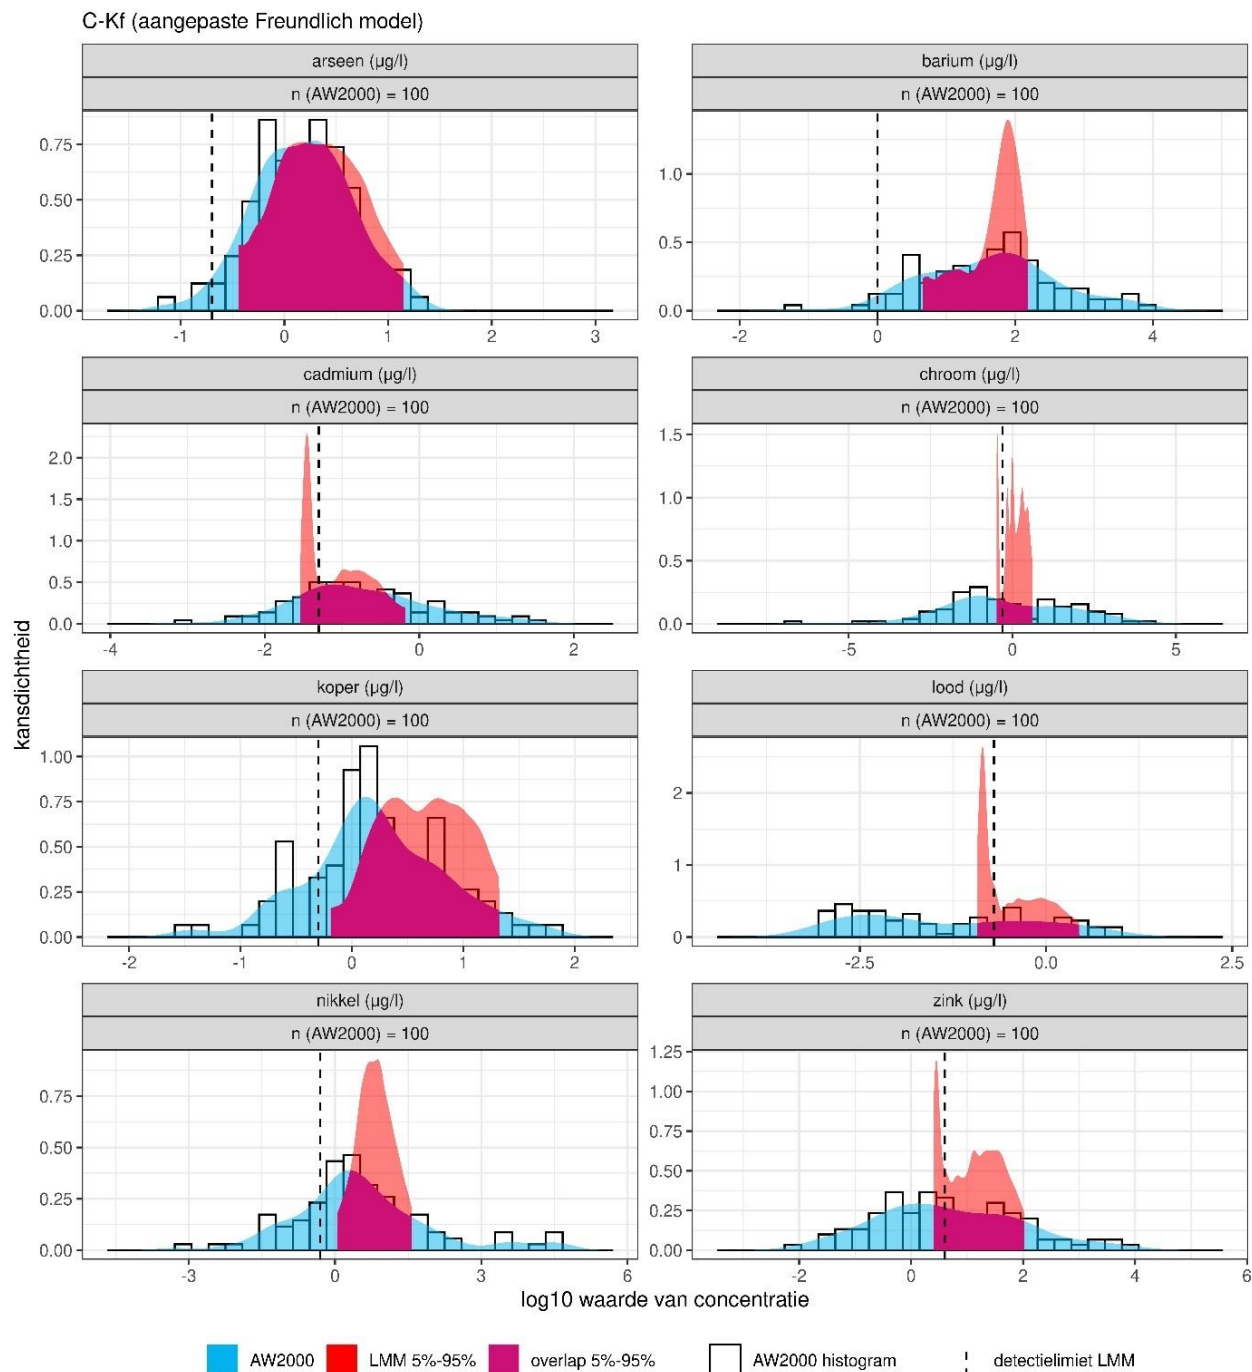 C-Kf (aangepaste Freundlich model)
arseen (µg/l)
n (AW2000) = 100
0.75
0.50
0.25
0.00
-1 0 1 2 3
barium (µg/l)
n (AW2000) = 100
1.0
0.5
0.0
-2 0 2 4
cadmium (µg/l)
n (AW2000) = 100
2.0
1.5
1.0
0.5
0.0
-4 -2 0 2
chroom (µg/l)
n (AW2000) = 100
1.5
1.0
0.5
0.0
-5 0 5
kansdichtheid
koper (µg/l)
n (AW2000) = 100
1.00
0.75
0.50
0.25
0.00
-2 -1 0 1 2
lood (µg/l)
n (AW2000) = 100
2
1
0
-2.5 0.0 2.5
nikkel (µg/l)
n (AW2000) = 100
0.75
0.50
0.25
0.00
-3 0 3 6
zink (µg/l)
n (AW2000) = 100
1.25
1.00
0.75
0.50
0.25
0.00
-2 0 2 4 6
log10 waarde van concentratie
AW2000 LMM 5%-95% overlap 5%-95% AW2000 histogram detectielimiet LMM